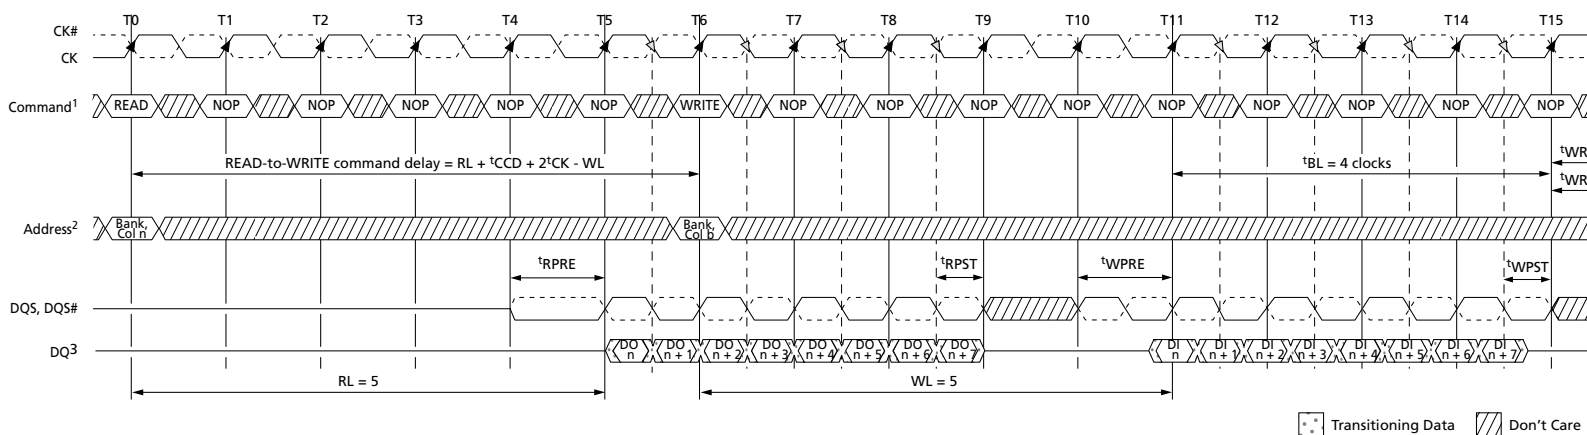 T0 T1 T2 T3 T4 T5 T6 T7 T8 T9 T10 T11 T12 T13 T14 T15
CK#
CK
Command1 READ NOP NOP NOP NOP NOP WRITE NOP NOP NOP NOP NOP NOP NOP NOP NOP
READ-to-WRITE command delay = RL + tCCD + 2tCK - WL
tBL = 4 clocks
tWR
tWR
Address2
Bank, Col n
Bank, Col b
tRPRE tRPST tWPRE tWPST
DQS, DQS#
DQ3
DO n
DO n + 1
DO n + 2
DO n + 3
DO n + 4
DO n + 5
DO n + 6
DO n + 7
DI n
DI n + 1
DI n + 2
DI n + 3
DI n + 4
DI n + 5
DI n + 6
DI n + 7
RL = 5
WL = 5
Transitioning Data
Don't Care